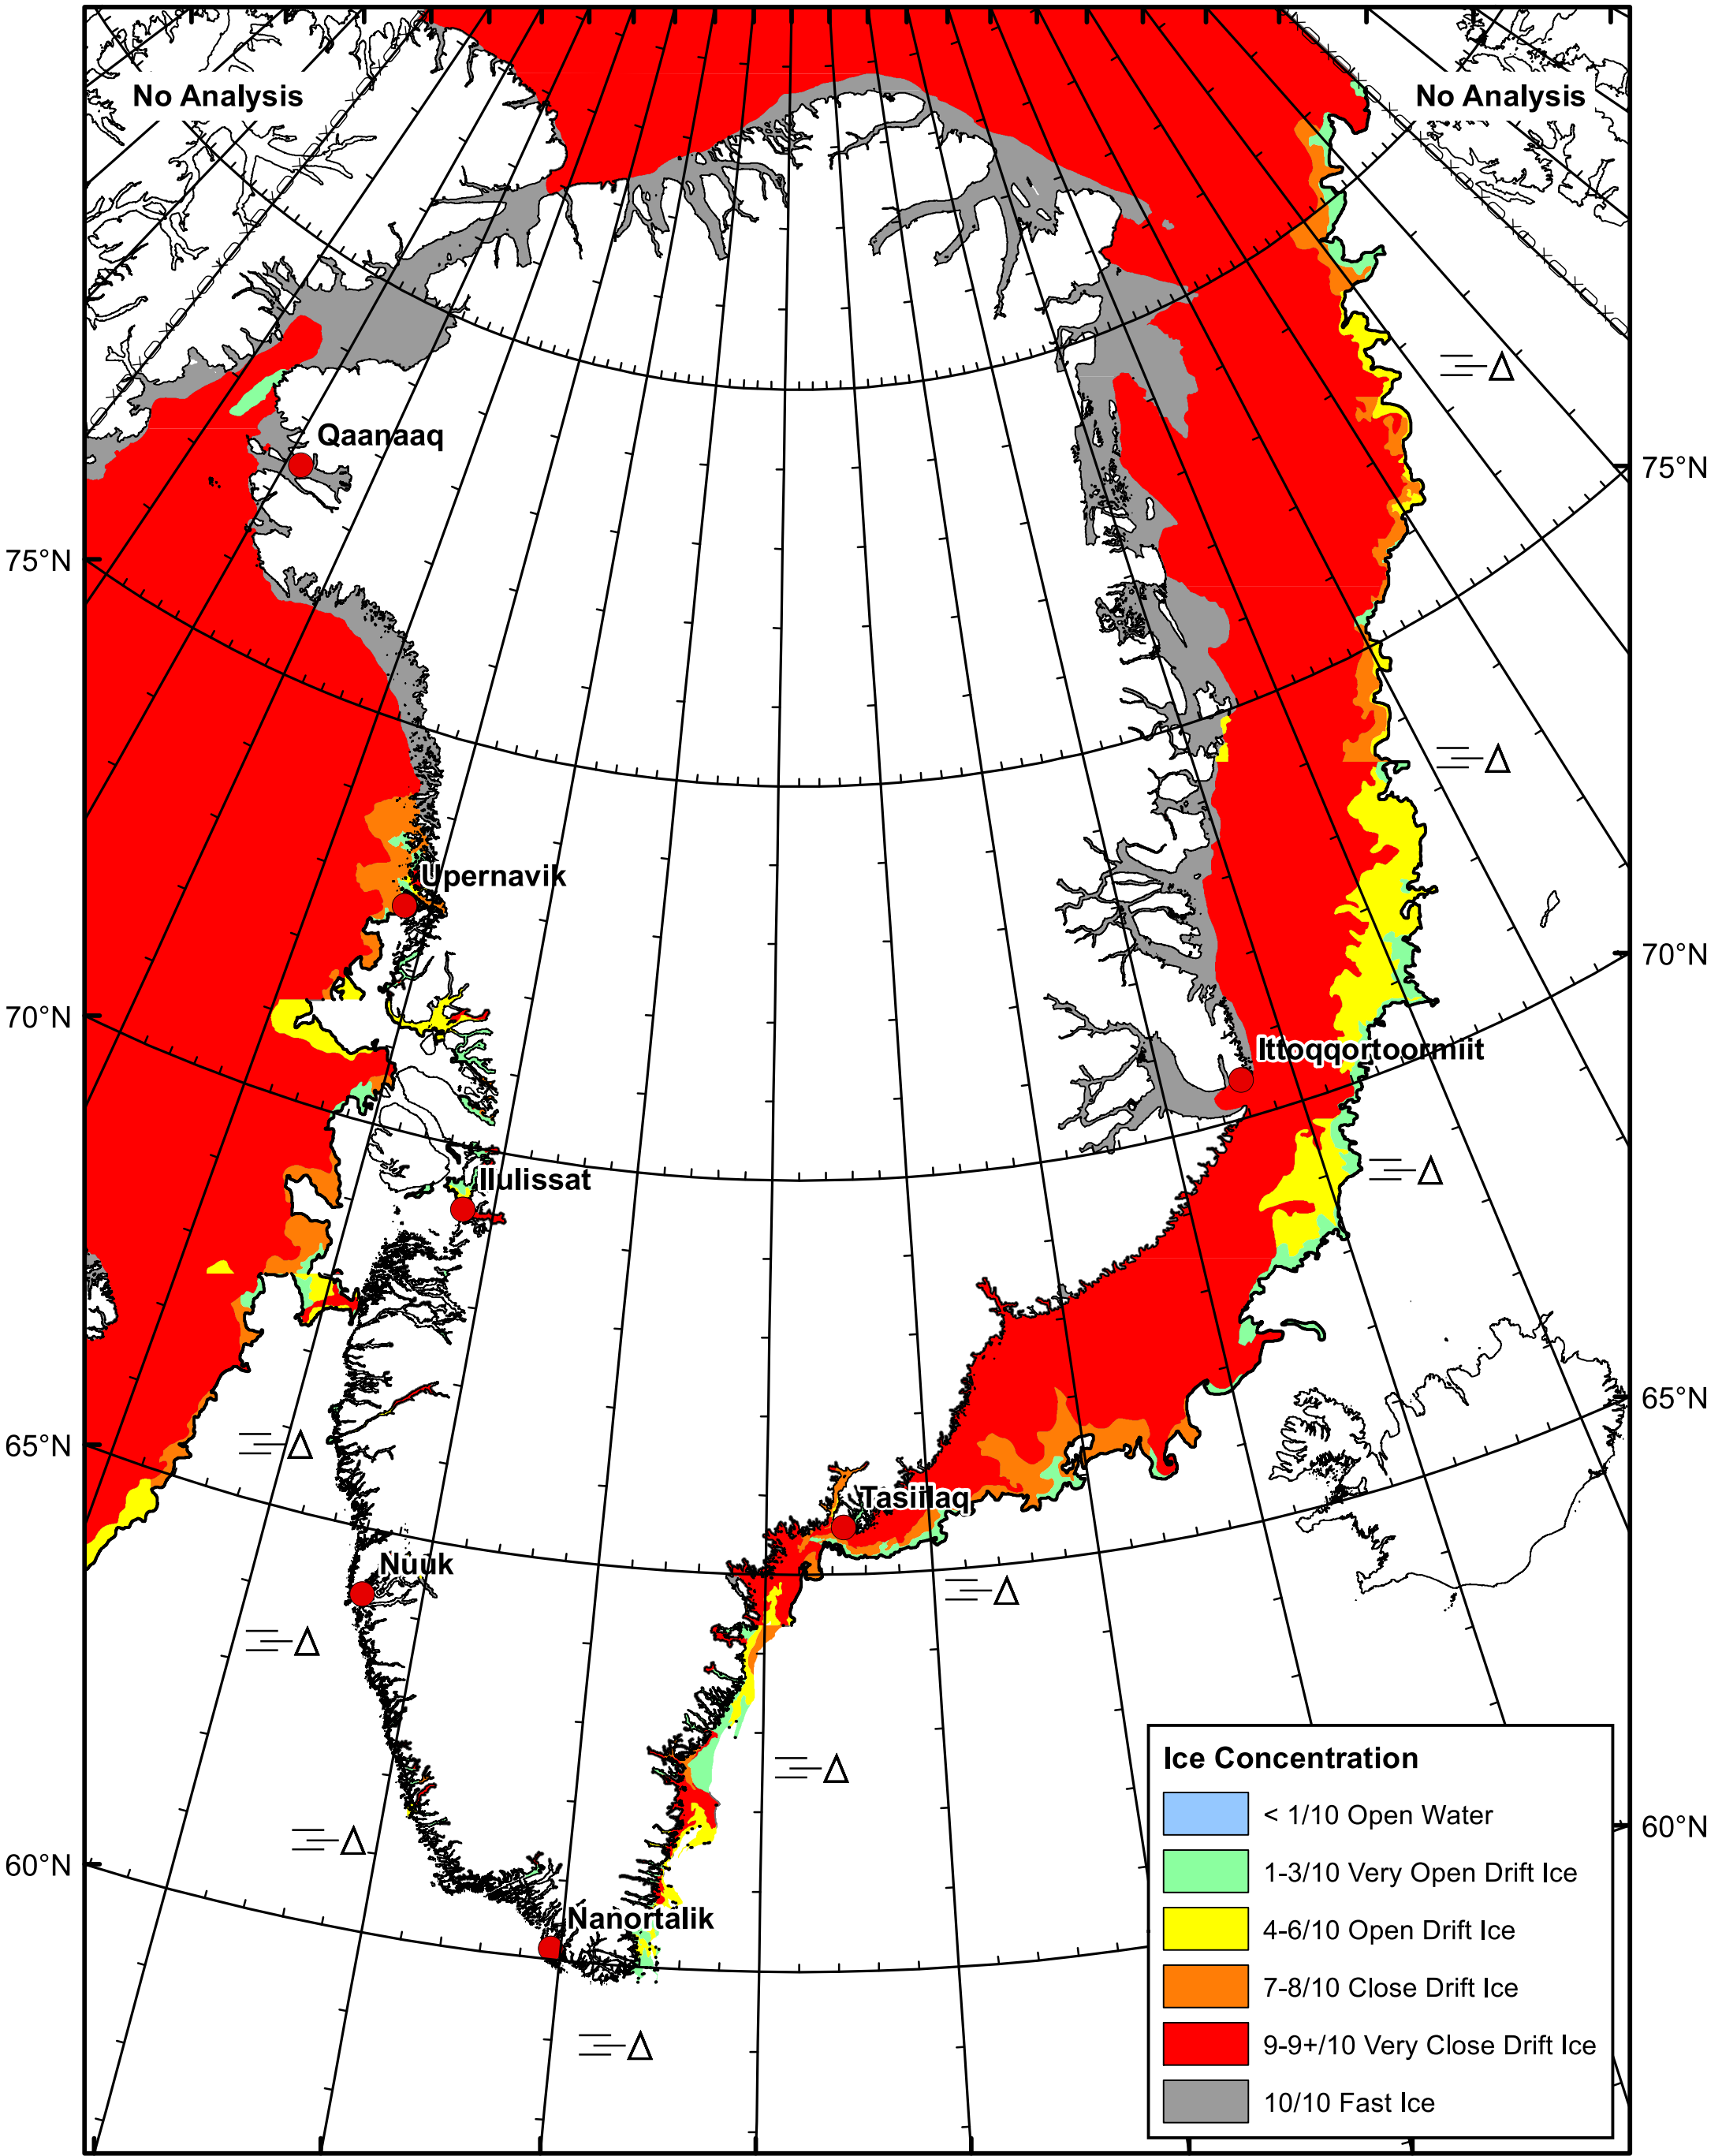 No Analysis
No Analysis
Qaanaaq
75°N
75°N
Upernavik
70°N
70°N
Ittoqqortoormiit
Ilulissat
65°N
65°N
Tasiilaq
Nuuk
60°N
60°N
Nanortalik
Ice Concentration
< 1/10 Open Water
1-3/10 Very Open Drift Ice
4-6/10 Open Drift Ice
7-8/10 Close Drift Ice
9-9+/10 Very Close Drift Ice
10/10 Fast Ice